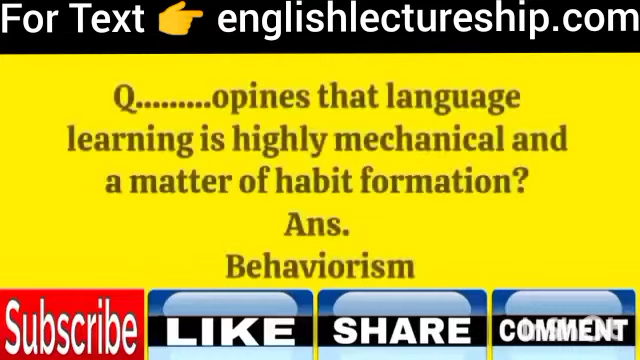 For Text 👉 englishlectureship.com
Q.........opines that language
learning is highly mechanical and
a matter of habit formation?
Ans.
Behaviorism
Subscribe LIKE SHARE COMMENT